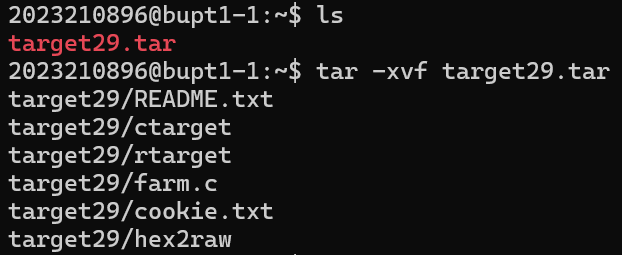 2023210896@bupt1-1:~$ ls
target29.tar
2023210896@bupt1-1:~$ tar -xvf target29.tar
target29/README.txt
target29/ctarget
target29/rtarget
target29/farm.c
target29/cookie.txt
target29/hex2raw